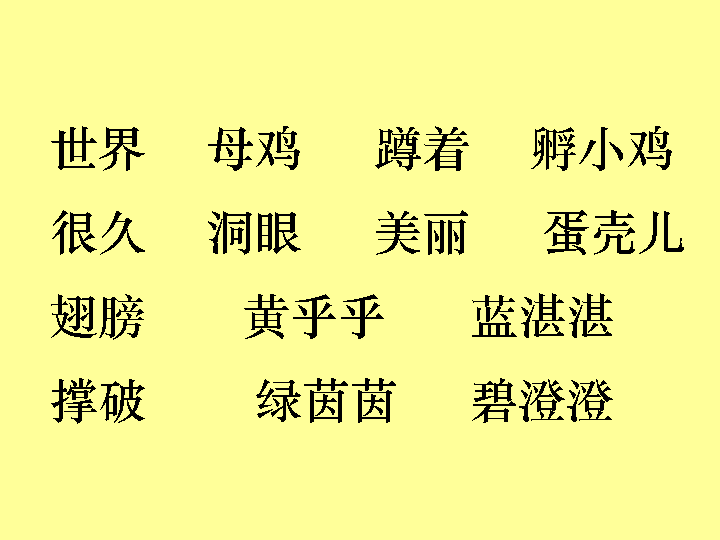 世界 母鸡 蹲着 孵小鸡
很久 洞眼 美丽 蛋壳儿
翅膀 黄乎乎 蓝湛湛
撑破 绿茵茵 碧澄澄